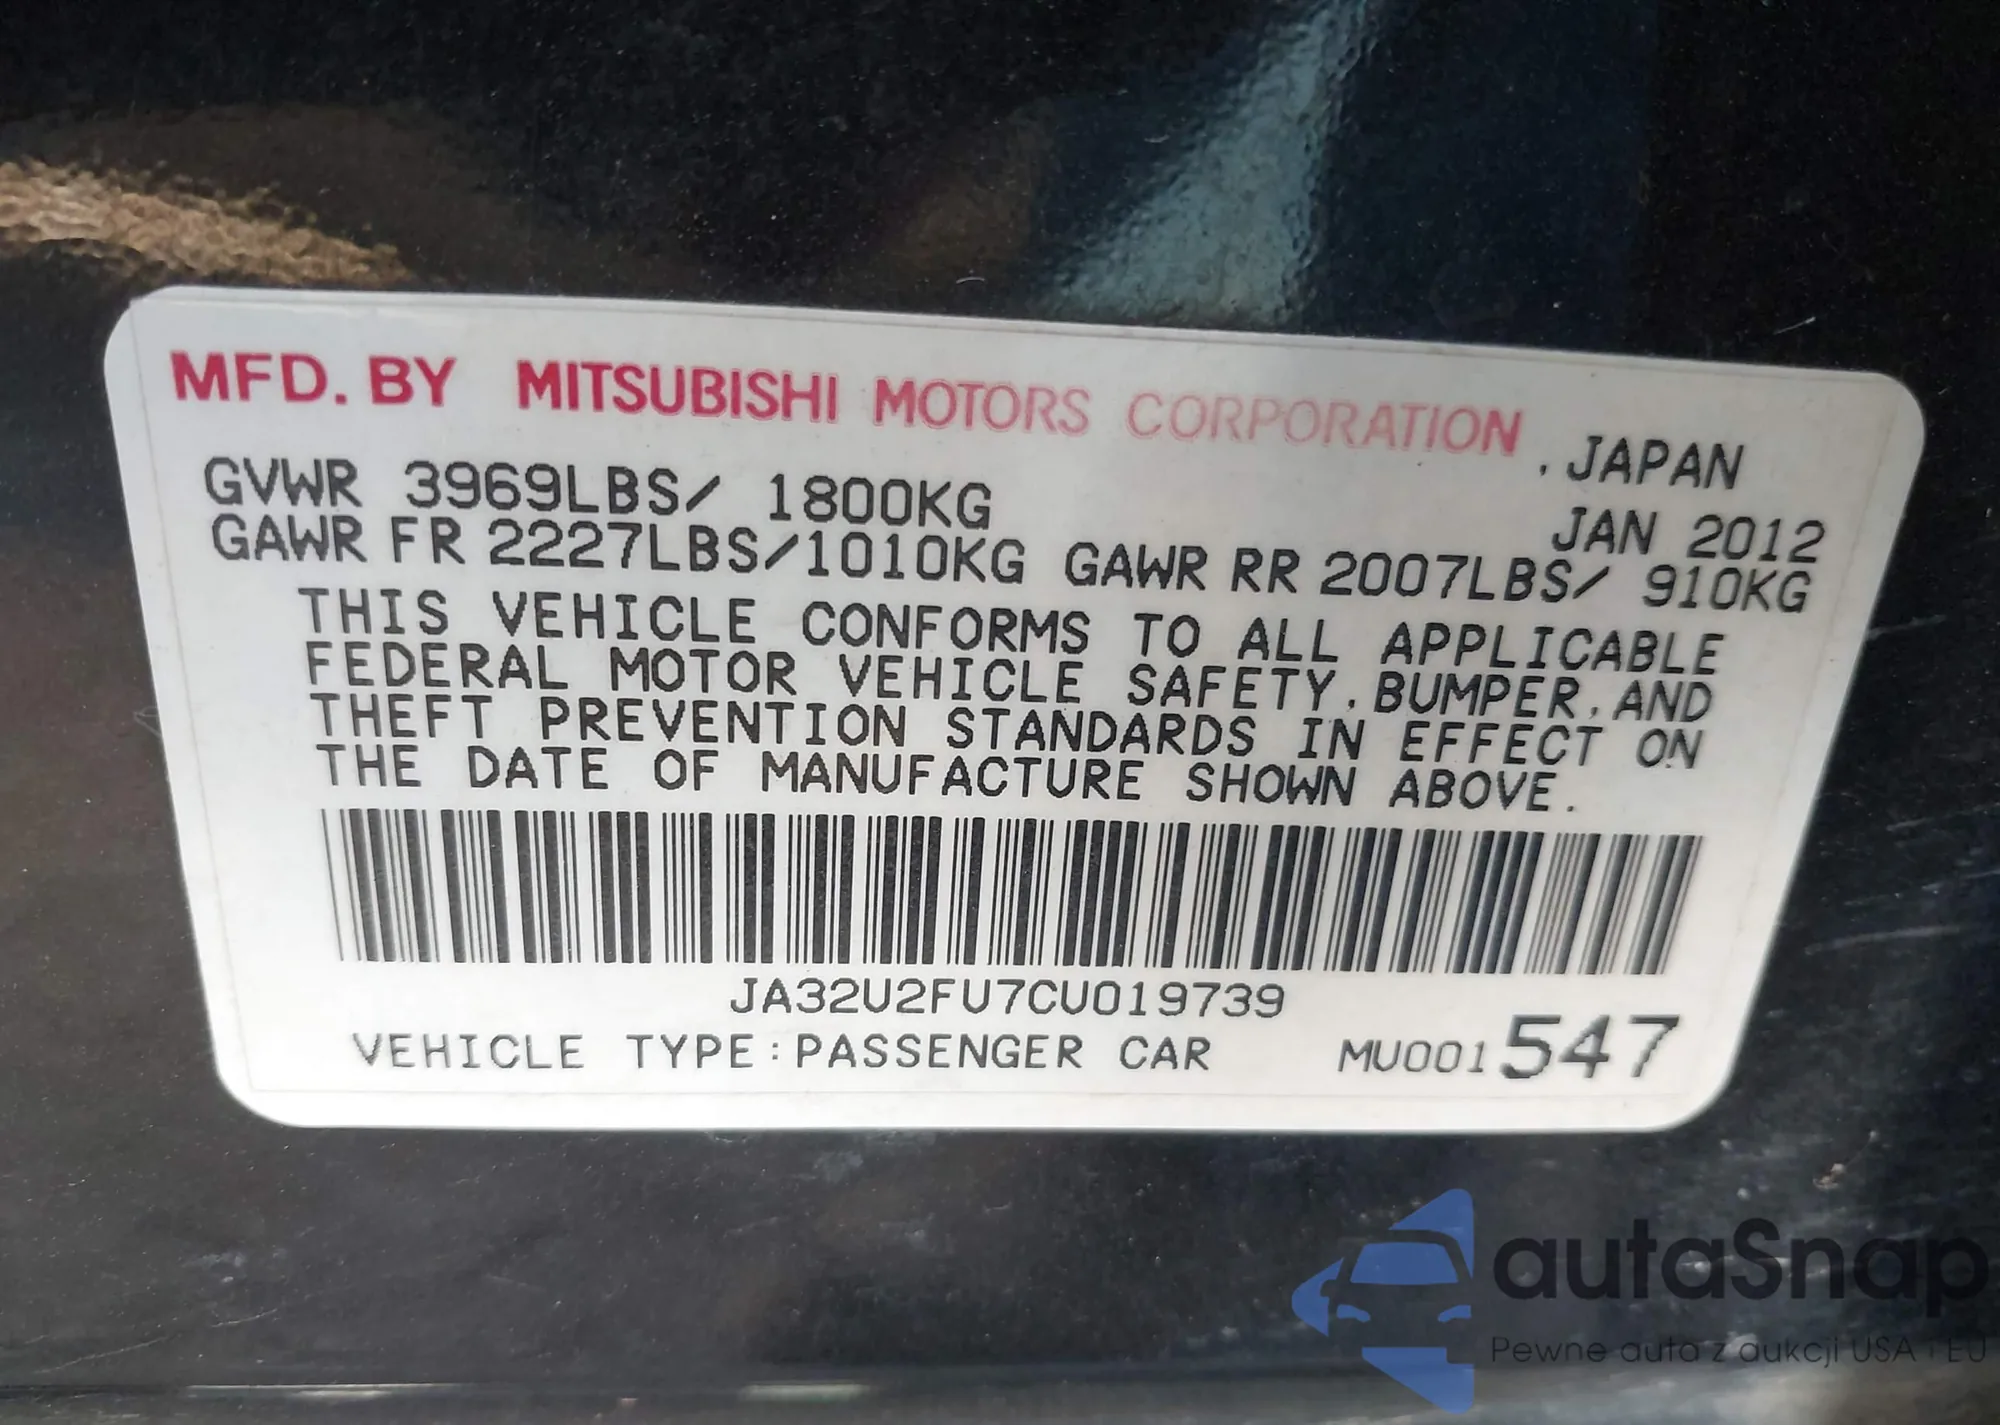 MFD. BY MITSUBISHI MOTORS CORPORATION , JAPAN
GVWR 3969LBS/ 1800KG JAN 2012
GAWR FR 2227LBS/1010KG GAWR RR 2007LBS/ 910KG
THIS VEHICLE CONFORMS TO ALL APPLICABLE
FEDERAL MOTOR VEHICLE SAFETY, BUMPER, AND
THEFT PREVENTION STANDARDS IN EFFECT ON
THE DATE OF MANUFACTURE SHOWN ABOVE.
JA32U2FU7CU019739
VEHICLE TYPE:PASSENGER CAR MU001547
autaSnap
Pewne auta z aukcji USA i EU